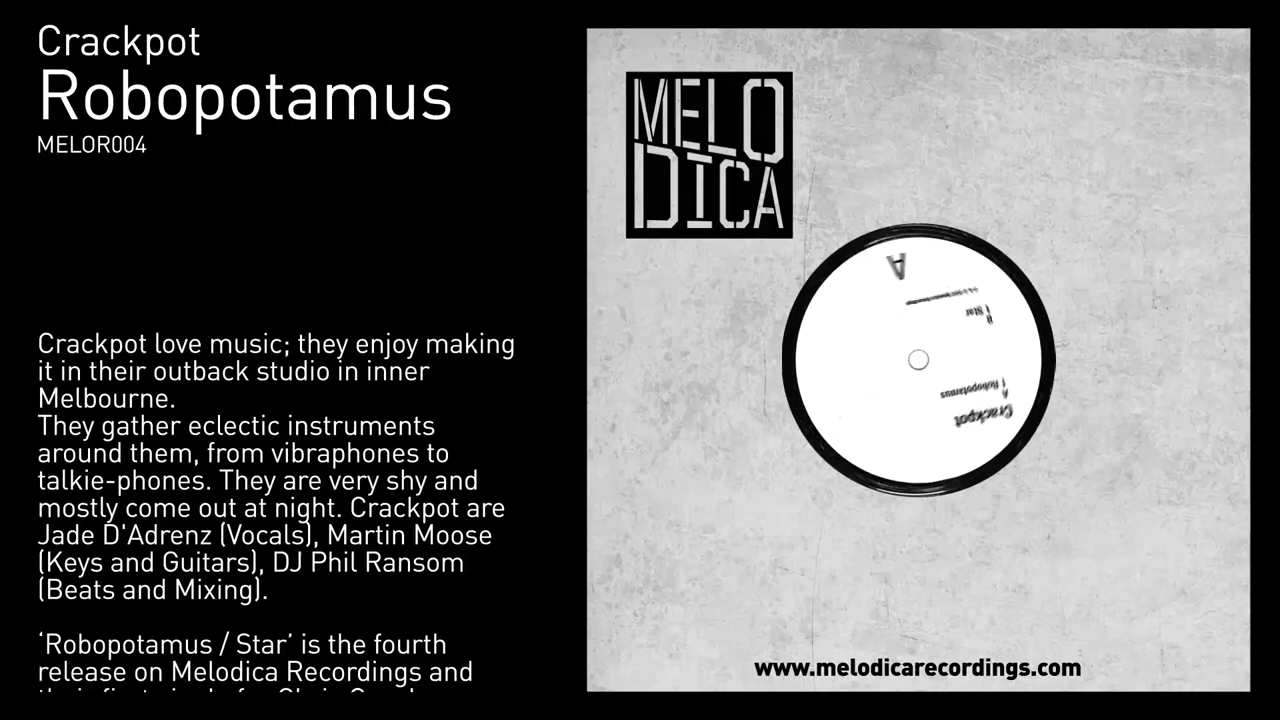 Crackpot
Robopotamus
MELOR004
Crackpot love music; they enjoy making
it in their outback studio in inner
Melbourne.
They gather eclectic instruments
around them, from vibraphones to
talkie-phones. They are very shy and
mostly come out at night. Crackpot are
Jade D'Adrenz (Vocals), Martin Moose
(Keys and Guitars), DJ Phil Ransom
(Beats and Mixing).
‘Robopotamus / Star’ is the fourth
release on Melodica Recordings and
MELO
DICA
A
B
Star
A
Robopotamus
Crackpot
www.melodicarecordings.com